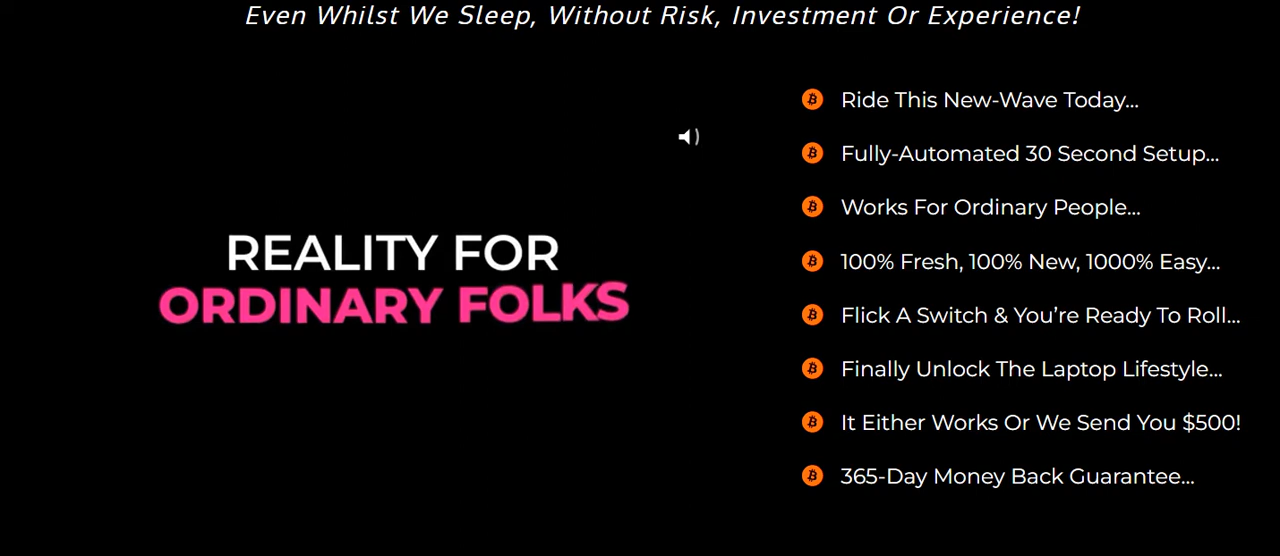 Even Whilst We Sleep, Without Risk, Investment Or Experience!
REALITY FOR
ORDINARY FOLKS
Ride This New-Wave Today...
Fully-Automated 30 Second Setup...
Works For Ordinary People...
100% Fresh, 100% New, 1000% Easy...
Flick A Switch & You’re Ready To Roll...
Finally Unlock The Laptop Lifestyle...
It Either Works Or We Send You $500!
365-Day Money Back Guarantee...